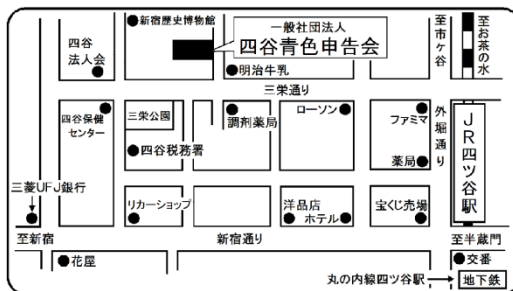 新宿歴史博物館
一般社団法人
四谷青色申告会
四谷
法人会
明治牛乳
至市ヶ谷
至お茶の水
三栄通り
四谷保健
センター
三栄公園
調剤薬局
ローソン
ファミマ
外堀通り
JR四ツ谷駅
四谷税務署
薬局
三菱UFJ銀行
リカーショップ
洋品店
ホテル
宝くじ売場
至新宿
新宿通り
至半蔵門
花屋
交番
丸の内線四ツ谷駅
地下鉄